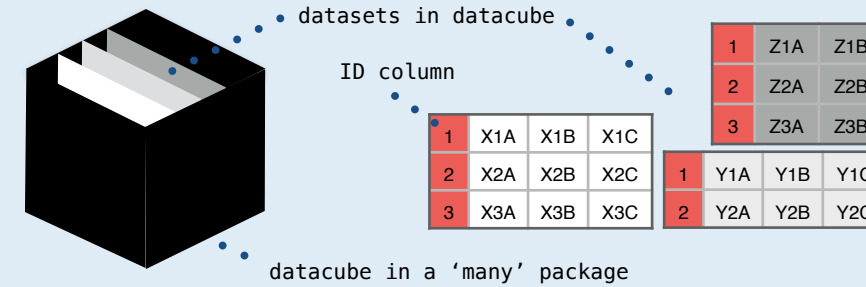 datasets in datacube
ID column
1 Z1A Z1B
2 Z2A Z2B
3 Z3A Z3B
1 X1A X1B X1C
2 X2A X2B X2C
3 X3A X3B X3C
1 Y1A Y1B Y1C
2 Y2A Y2B Y2C
datacube in a ‘many’ package